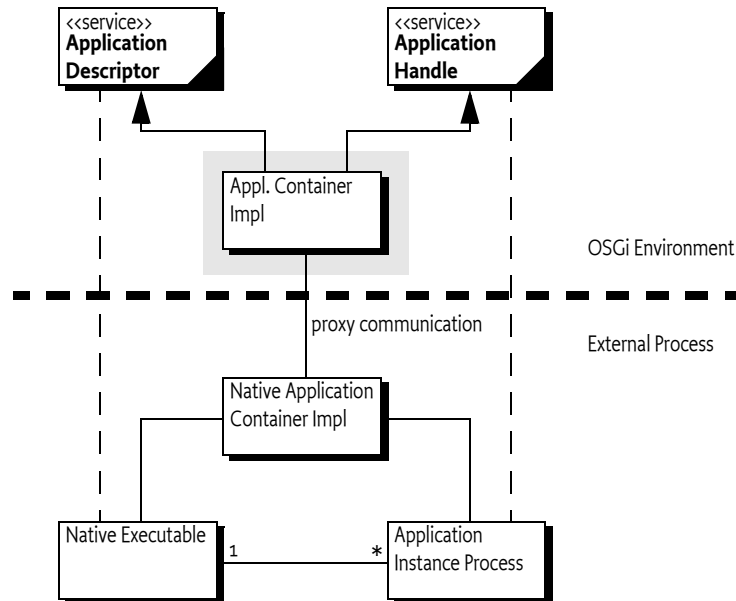 <<service>>
Application
Descriptor
<<service>>
Application
Handle
Appl. Container
Impl
OSGi Environment
proxy communication
External Process
Native Application
Container Impl
Native Executable
1
*
Application
Instance Process